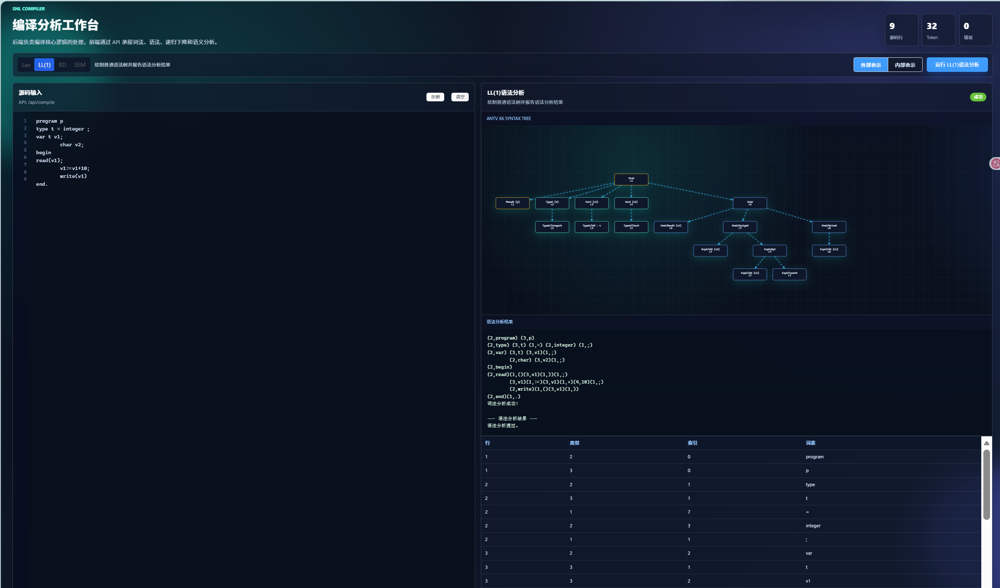 SNL COMPILER
编译分析工作台
后端负责编译核心逻辑的处理，前端通过 API 承接词法、语法、递归下降和语义分析。
9
源码行
32
Token
0
错误
Lex LL(1) RD SEM 绘制普通语法树并报告语法分析结果
外部表示 内部表示 运行 LL(1)语法分析
源码输入
API: /api/compile
示例 清空
1 program p
2 type t = integer ;
3 var t v1;
4 char v2;
5 begin
6 read(v1);
7 v1:=v1+10;
8 write(v1)
9 end.
LL(1)语法分析
绘制普通语法树并报告语法分析结果
成功
ANTV X6 SYNTAX TREE
ProK
L1
PheadK [p]
L1
TypeK [t]
L2
VarK [v1]
L3
VarK [v2]
L4
StmK
L5
TypeK/IntegerK
L2
TypeK/IdK : t
L3
TypeK/CharK
L4
StmK/ReadK [v1]
L6
StmK/AssignK
L7
StmK/WriteK
L8
ExpK/IdK [v1]
L7
ExpK/OpK
L7
ExpK/IdK [v1]
L8
ExpK/IdK [v1]
L7
ExpK/ConstK
L7
语法分析结果
(2,program) (3,p)
(2,type) (3,t) (1,=) (2,integer) (1,;)
(2,var) (3,t) (3,v1)(1,;)
(2,char) (3,v2)(1,;)
(2,begin)
(2,read)(1,()(3,v1)(1,))(1,;)
(3,v1)(1,:=)(3,v1)(1,+)(4,10)(1,;)
(2,write)(1,()(3,v1)(1,))
(2,end)(1,.)
词法分析成功！
--- 语法分析结果 ---
语法分析通过。
行 类型 索引 词素
1 2 0 program
1 3 0 p
2 2 1 type
2 3 1 t
2 1 7 =
2 2 3 integer
2 1 1 ;
3 2 2 var
3 3 1 t
3 3 2 v1